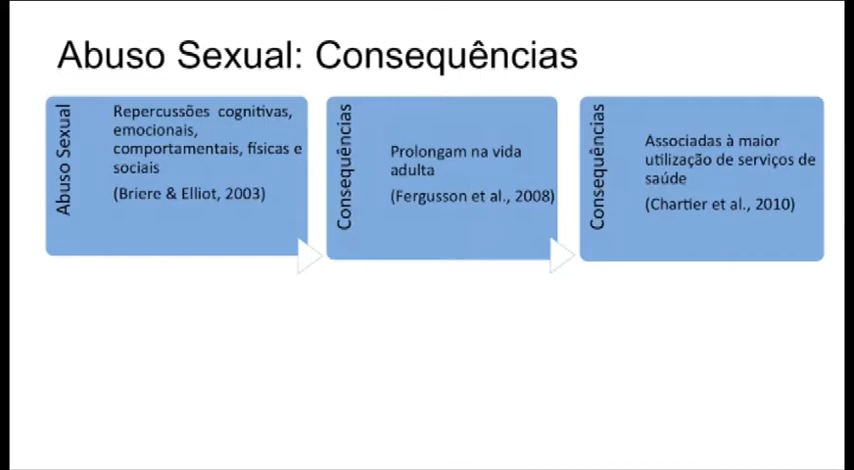 Abuso Sexual: Consequências
Abuso Sexual
Repercussões cognitivas,
emocionais,
comportamentais, físicas e
sociais
(Briere & Elliot, 2003)
Consequências
Prolongam na vida
adulta
(Fergusson et al., 2008)
Consequências
Associadas à maior
utilização de serviços de
saúde
(Chartier et al., 2010)